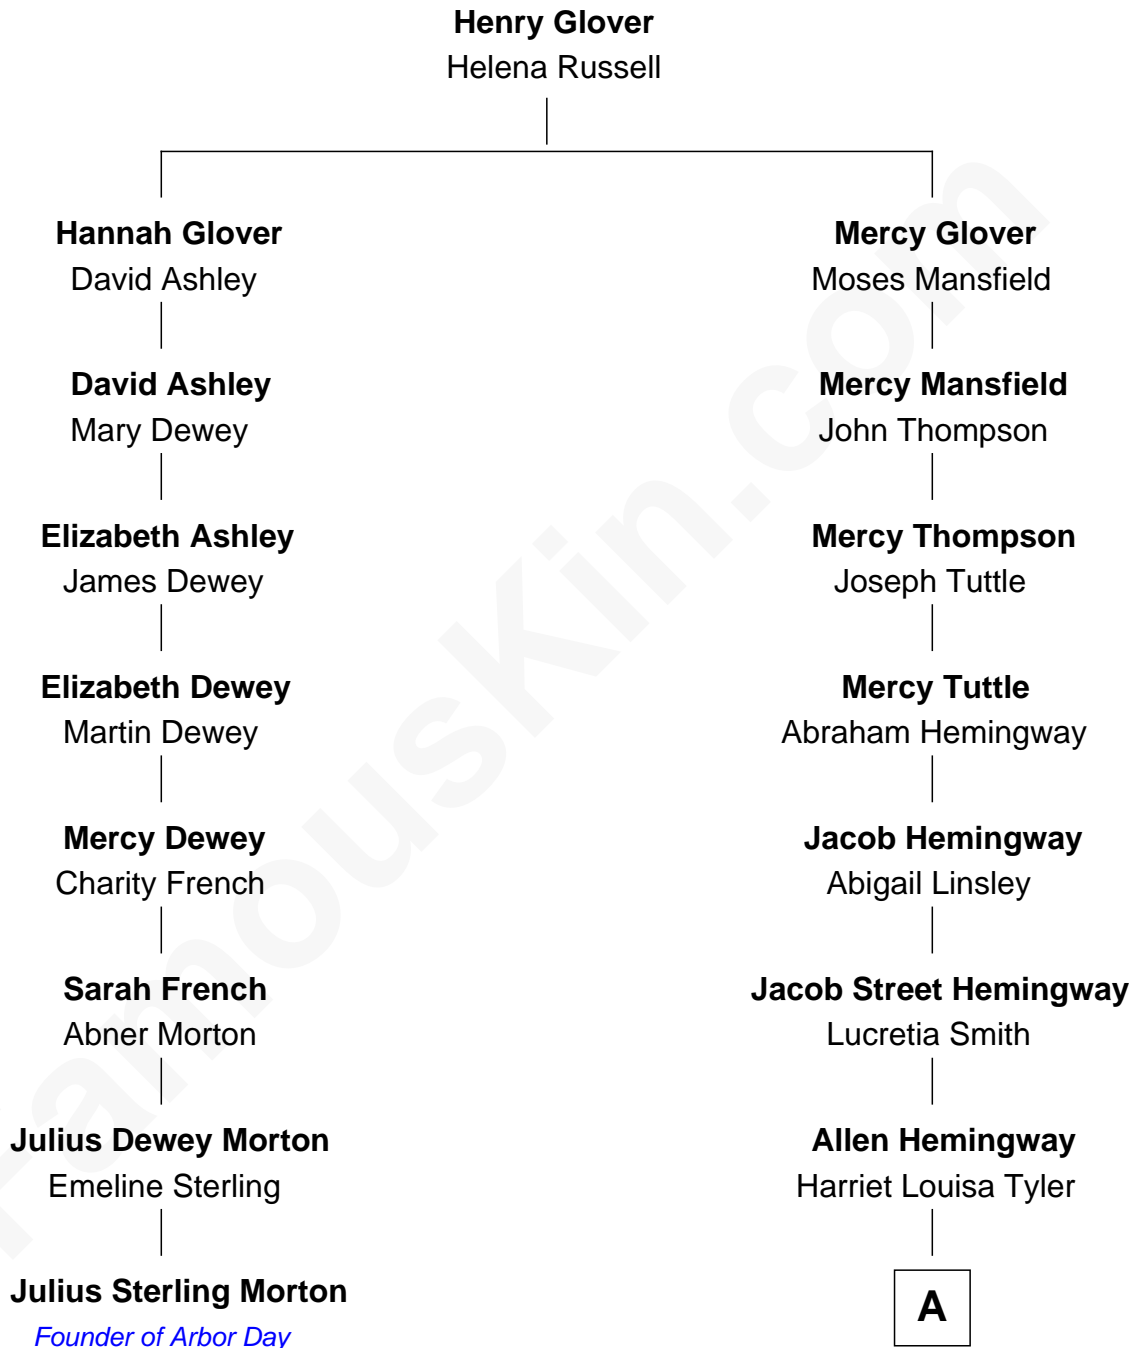 Henry Glover
Helena Russell
Hannah Glover
David Ashley
Mercy Glover
Moses Mansfield
David Ashley
Mary Dewey
Mercy Mansfield
John Thompson
Elizabeth Ashley
James Dewey
Mercy Thompson
Joseph Tuttle
Elizabeth Dewey
Martin Dewey
Mercy Tuttle
Abraham Hemingway
Mercy Dewey
Charity French
Jacob Hemingway
Abigail Linsley
Sarah French
Abner Morton
Jacob Street Hemingway
Lucretia Smith
Julius Dewey Morton
Emeline Sterling
Allen Hemingway
Harriet Louisa Tyler
Julius Sterling Morton
Founder of Arbor Day
A
FamousKin.com